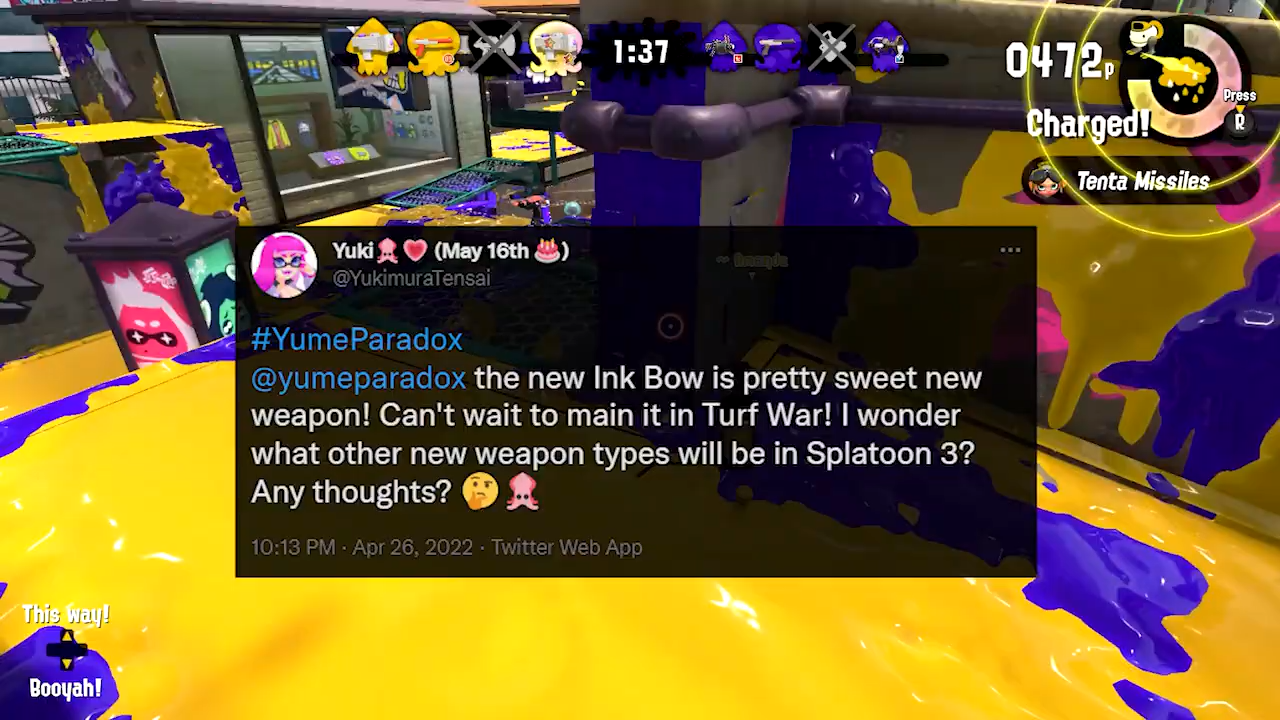 1:37
0472p
Press
R
Charged!
Tenta Missiles
Yuki🦑❤️ (May 16th 🎂)
@YukimuraTensai
#YumeParadox
@yumeparadox the new Ink Bow is pretty sweet new
weapon! Can't wait to main it in Turf War! I wonder
what other new weapon types will be in Splatoon 3?
Any thoughts? 🤔🦑
10:13 PM · Apr 26, 2022 · Twitter Web App
This way!
Booyah!